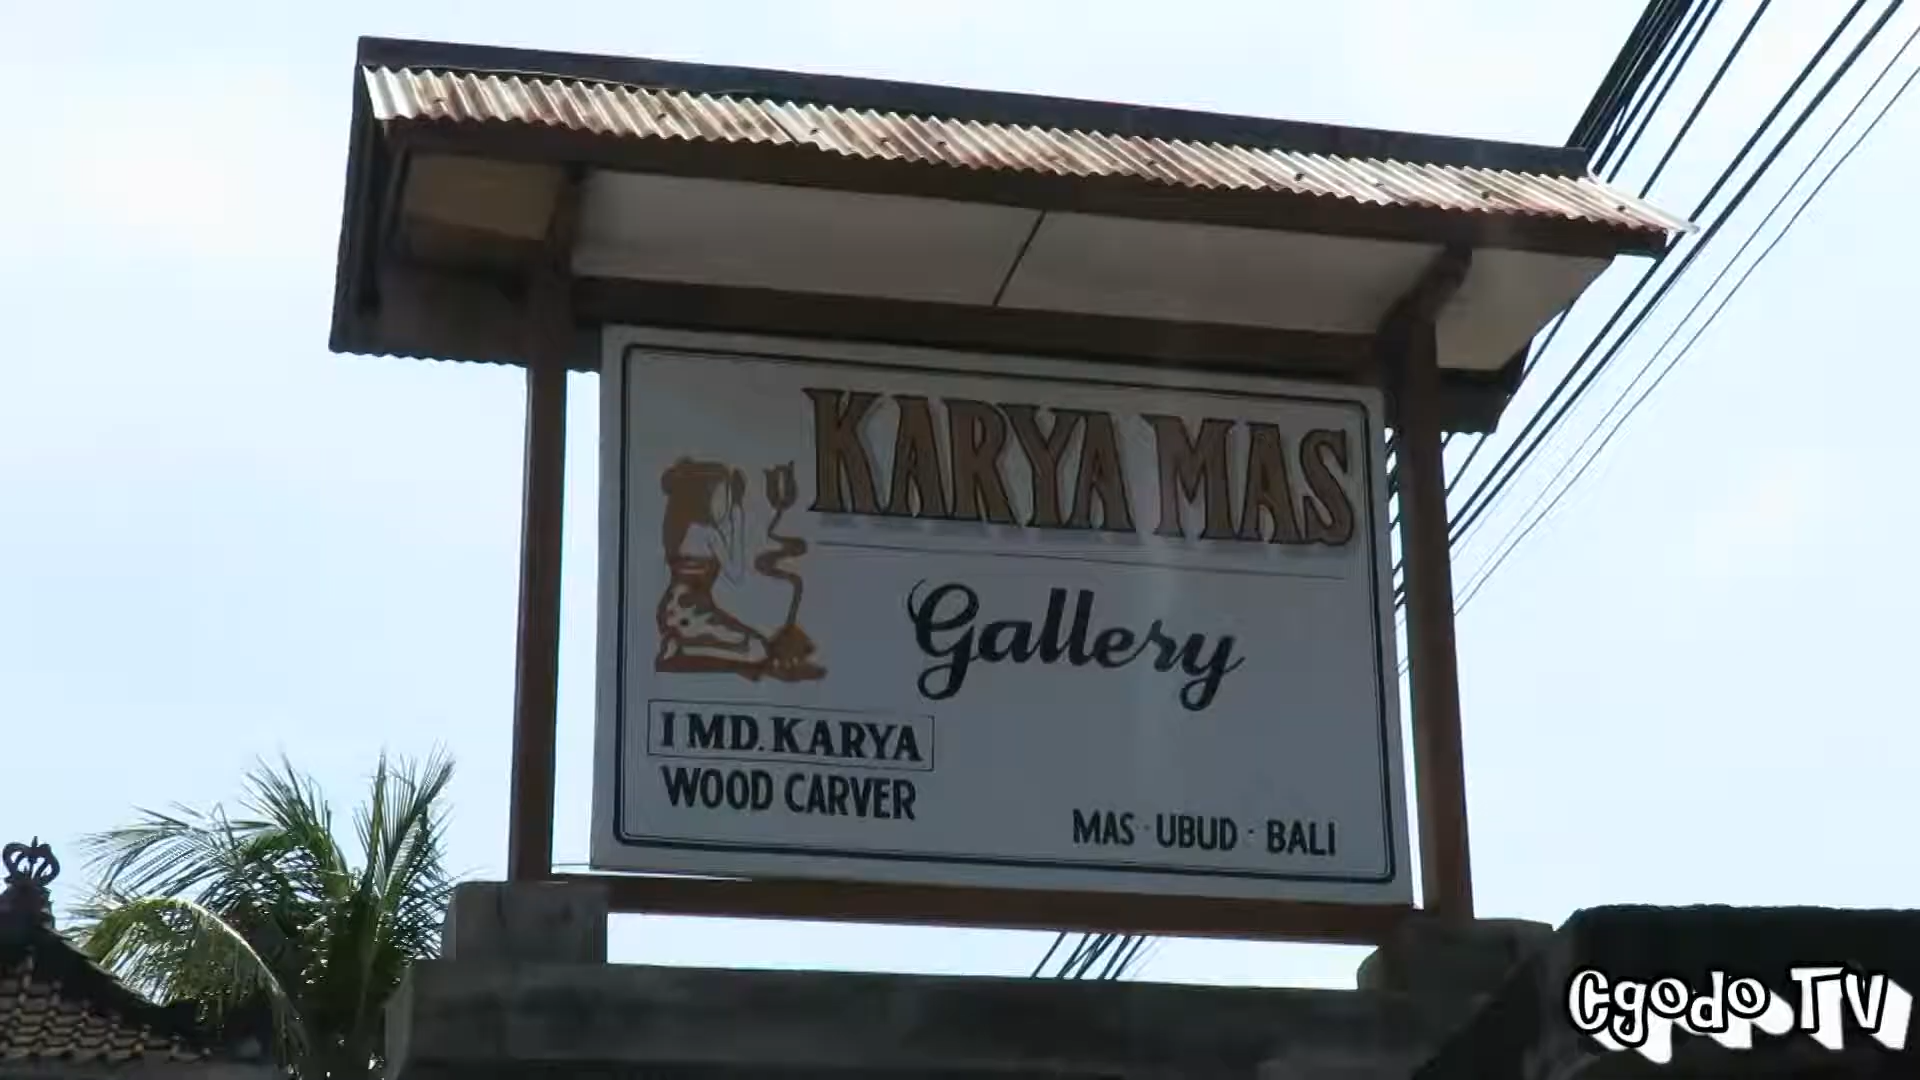 KARYA MAS
Gallery
I MD. KARYA
WOOD CARVER
MAS · UBUD · BALI
Cgodo TV